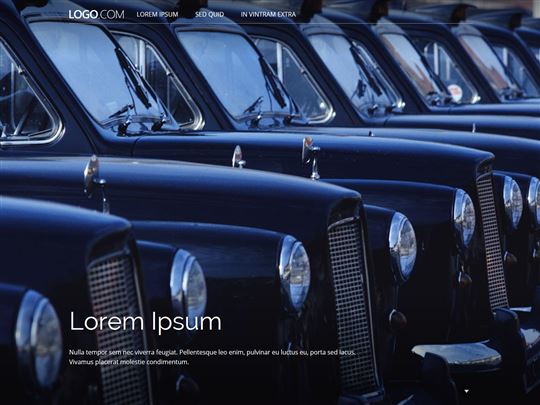 LOGO.COM
LOREM IPSUM
SED QUID
IN VINTRAM EXTRA
Lorem Ipsum
Nulla tempor sem nec viverra feugiat. Pellentesque leo enim, pulvinar eu luctus eu, porta sed lacus.
Vivamus placerat molestie condimentum.